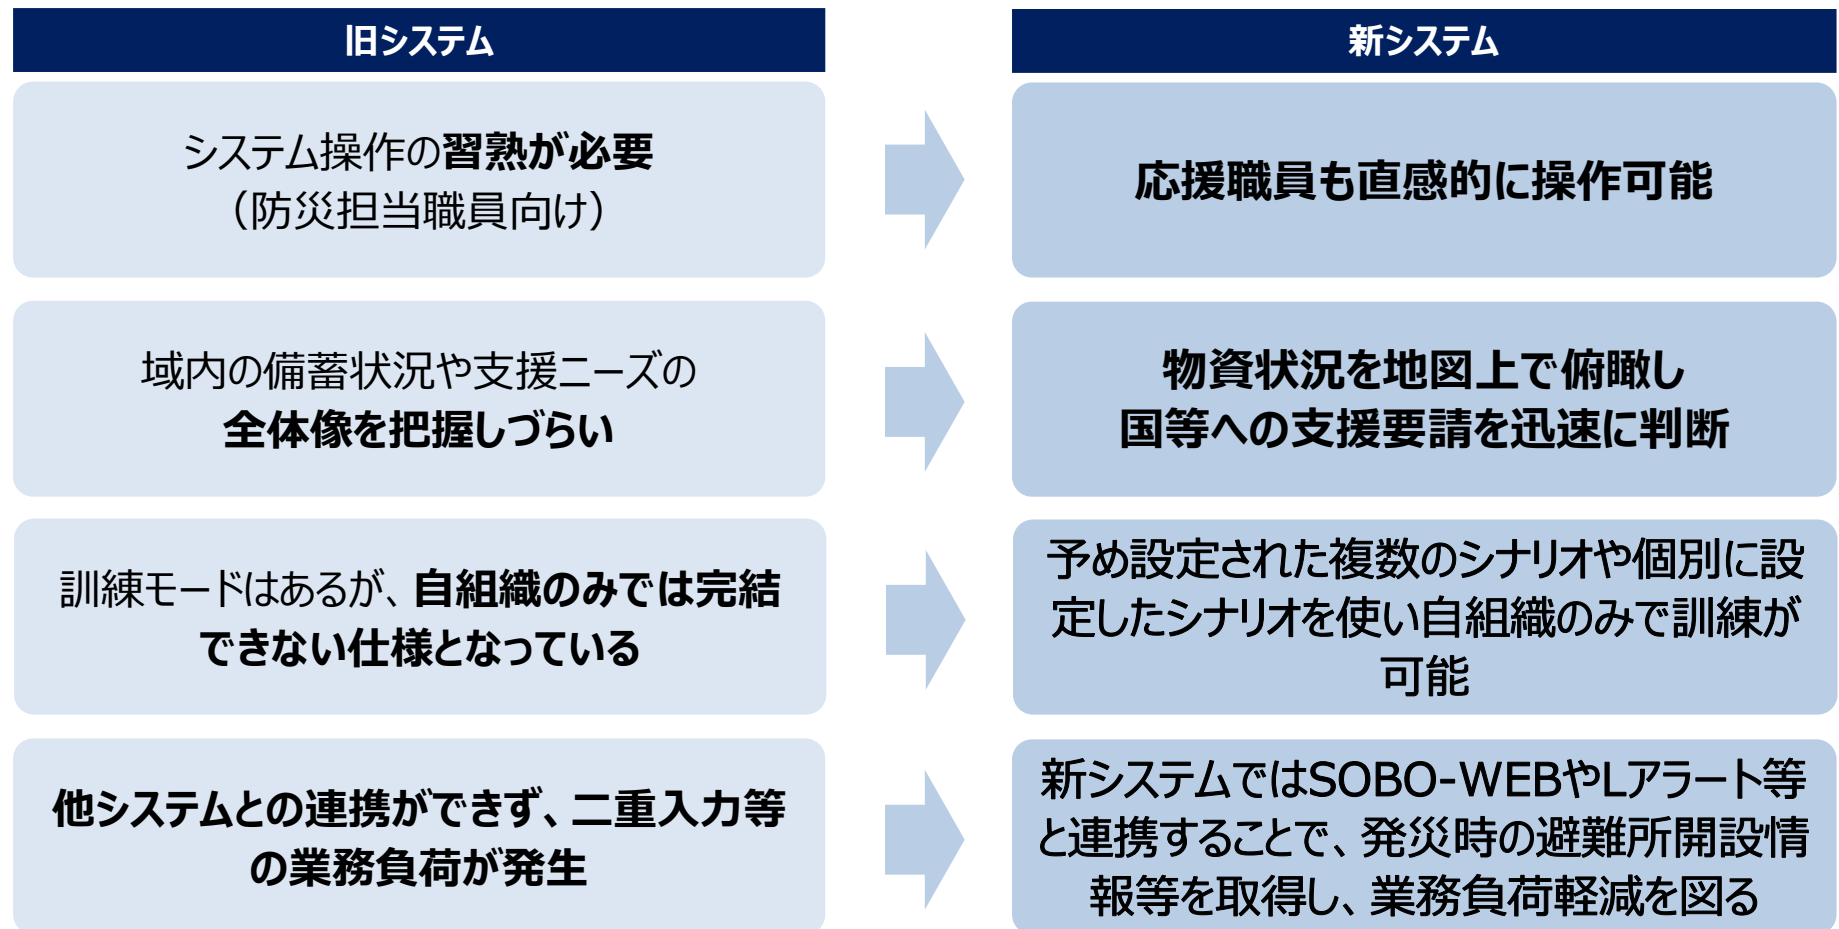 旧システム
新システム
システム操作の習熟が必要
（防災担当職員向け）
応援職員も直感的に操作可能
域内の備蓄状況や支援ニーズの
全体像を把握しづらい
物資状況を地図上で俯瞰し
国等への支援要請を迅速に判断
訓練モードはあるが、自組織のみでは完結
できない仕様となっている
予め設定された複数のシナリオや個別に設
定したシナリオを使い自組織のみで訓練が
可能
他システムとの連携ができず、二重入力等
の業務負荷が発生
新システムではSOBO-WEBやLアラート等
と連携することで、発災時の避難所開設情
報等を取得し、業務負荷軽減を図る